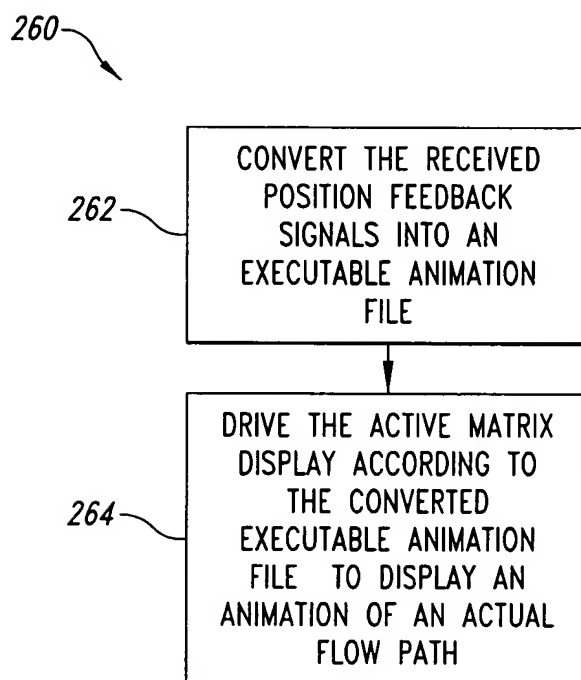 260
262
CONVERT THE RECEIVED
POSITION FEEDBACK
SIGNALS INTO AN
EXECUTABLE ANIMATION
FILE
264
DRIVE THE ACTIVE MATRIX
DISPLAY ACCORDING TO
THE CONVERTED
EXECUTABLE ANIMATION
FILE TO DISPLAY AN
ANIMATION OF AN ACTUAL
FLOW PATH